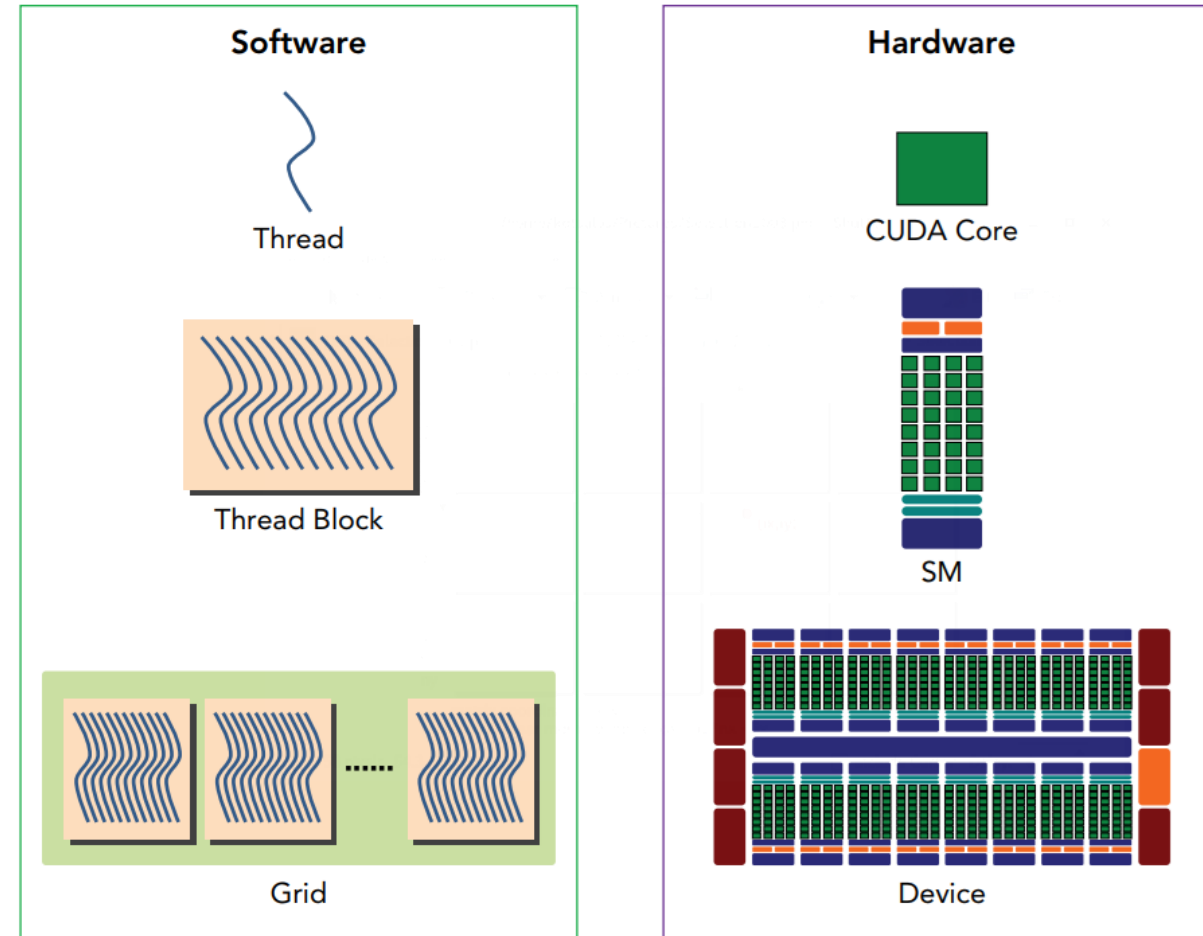 Software
Thread
Thread Block
Grid
Hardware
CUDA Core
SM
Device